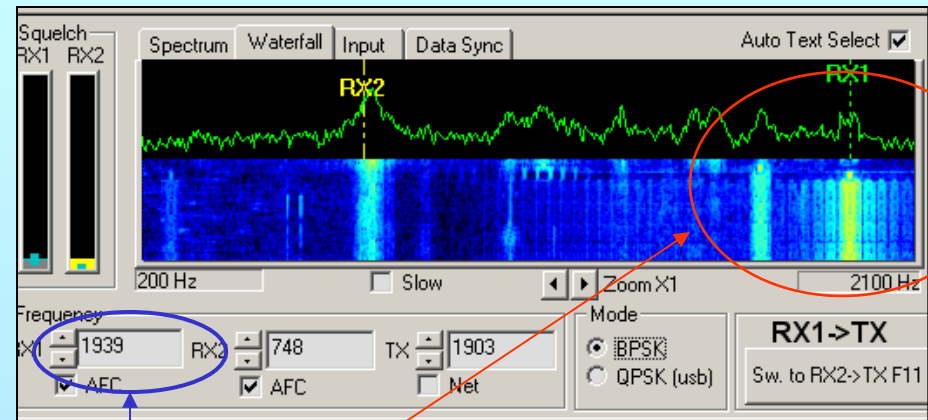 Squelch
RX1 RX2
Spectrum Waterfall Input Data Sync Auto Text Select
RX2 RX1
200 Hz Slow Zoom X1 2100 Hz
Frequency
RX1 1939 RX2 748 TX 1903
AFC AFC Net
Mode
BPSK
QPSK (usb)
RX1->TX
Sw. to RX2->TX F11